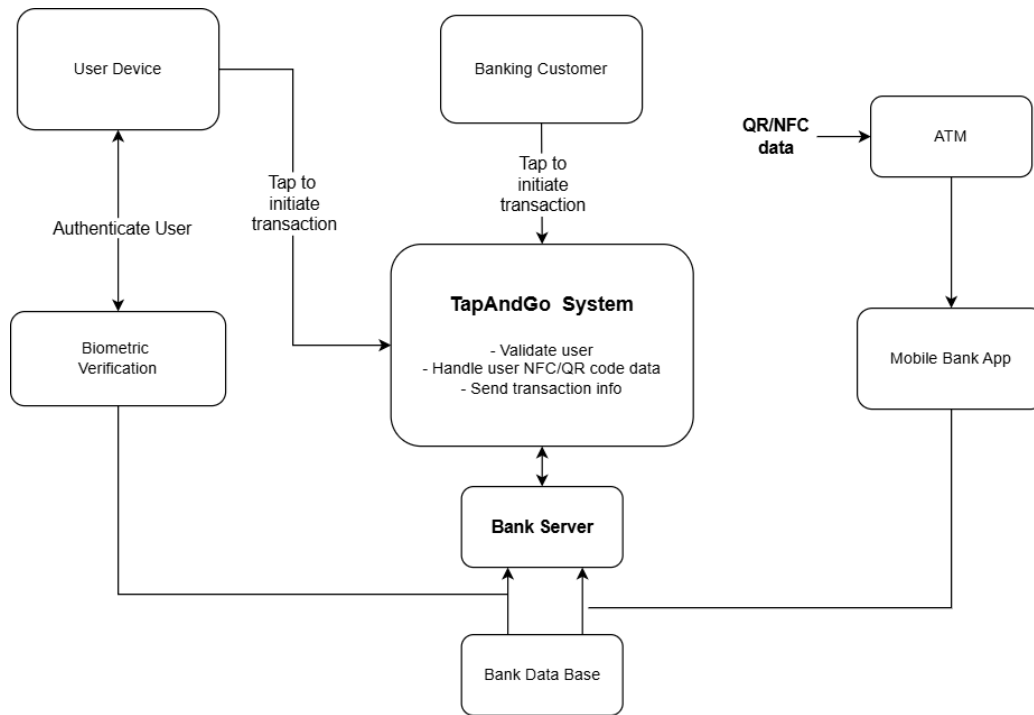 User Device
Banking Customer
QR/NFC
data
ATM
Tap to
initiate
transaction
Tap to
initiate
transaction
Authenticate User
TapAndGo System
- Validate user
- Handle user NFC/QR code data
- Send transaction info
Biometric
Verification
Mobile Bank App
Bank Server
Bank Data Base